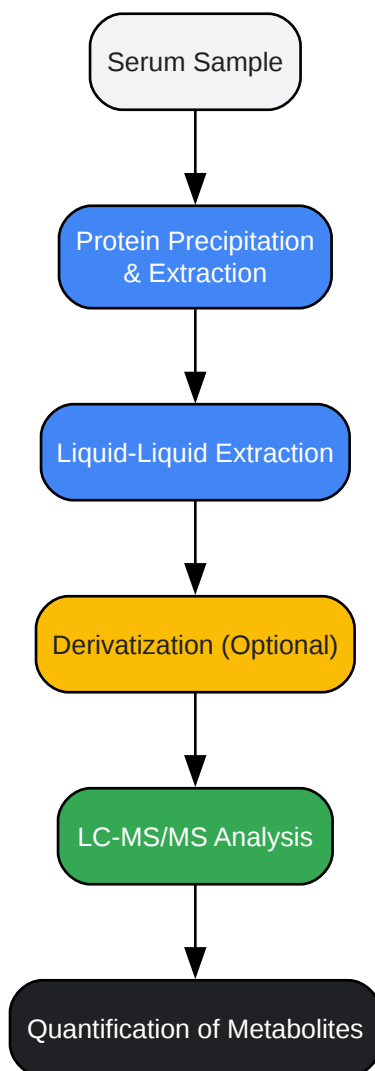 Serum Sample
Protein Precipitation
& Extraction
Liquid-Liquid Extraction
Derivatization (Optional)
LC-MS/MS Analysis
Quantification of Metabolites